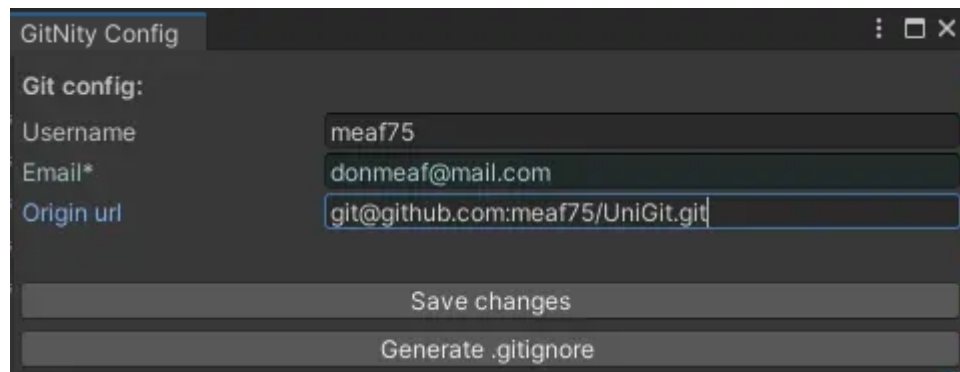 GitNity Config
Git config:
Username meaf75
Email* donmeaf@mail.com
Origin url git@github.com:meaf75/UniGit.git
Save changes
Generate .gitignore